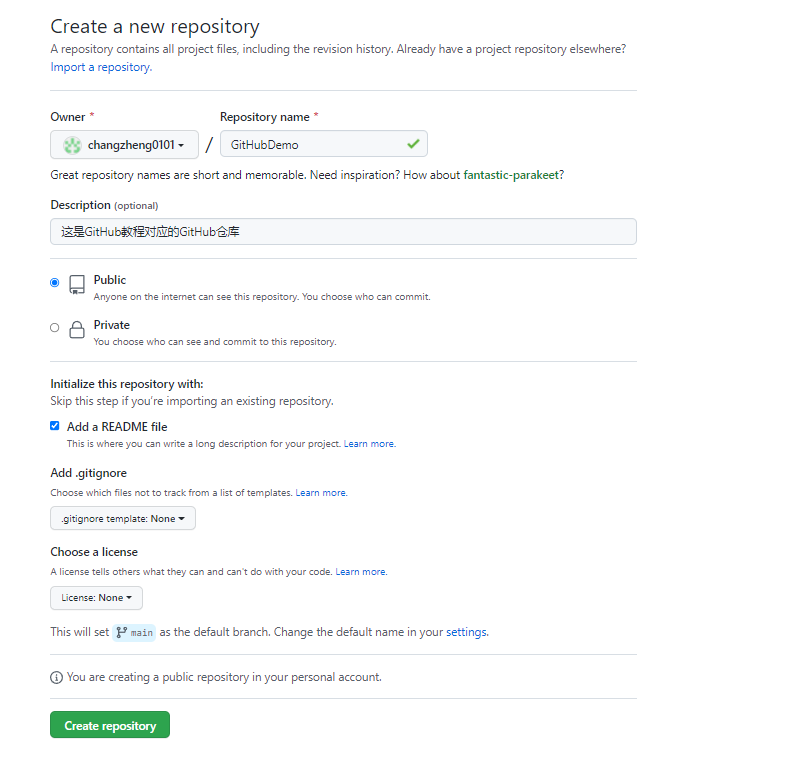 Create a new repository
A repository contains all project files, including the revision history. Already have a project repository elsewhere?
Import a repository.
Owner * Repository name *
changzheng0101 / GitHubDemo
Great repository names are short and memorable. Need inspiration? How about fantastic-parakeet?
Description (optional)
这是GitHub教程对应的GitHub仓库
Public
Anyone on the internet can see this repository. You choose who can commit.
Private
You choose who can see and commit to this repository.
Initialize this repository with:
Skip this step if you're importing an existing repository.
Add a README file
This is where you can write a long description for your project. Learn more.
Add .gitignore
Choose which files not to track from a list of templates. Learn more.
.gitignore template: None
Choose a license
A license tells others what they can and can't do with your code. Learn more.
License: None
This will set main as the default branch. Change the default name in your settings.
You are creating a public repository in your personal account.
Create repository